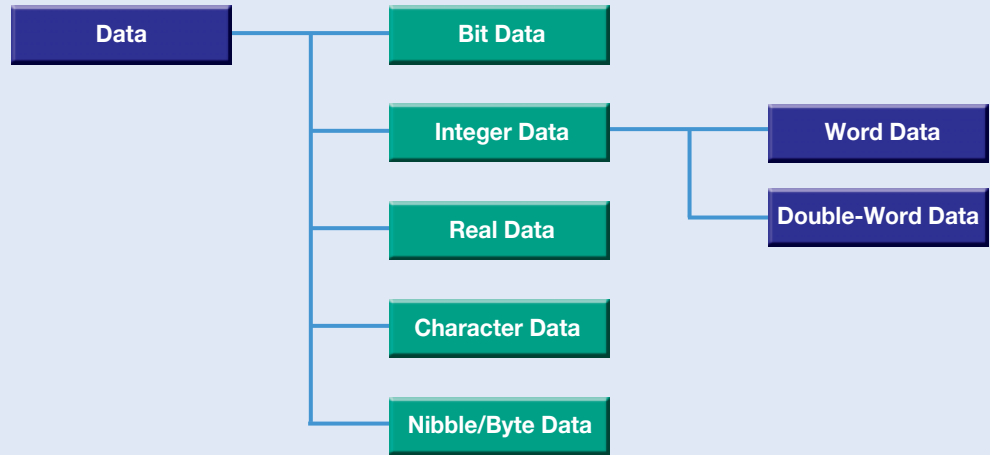 Data
Bit Data
Integer Data
Word Data
Double-Word Data
Real Data
Character Data
Nibble/Byte Data